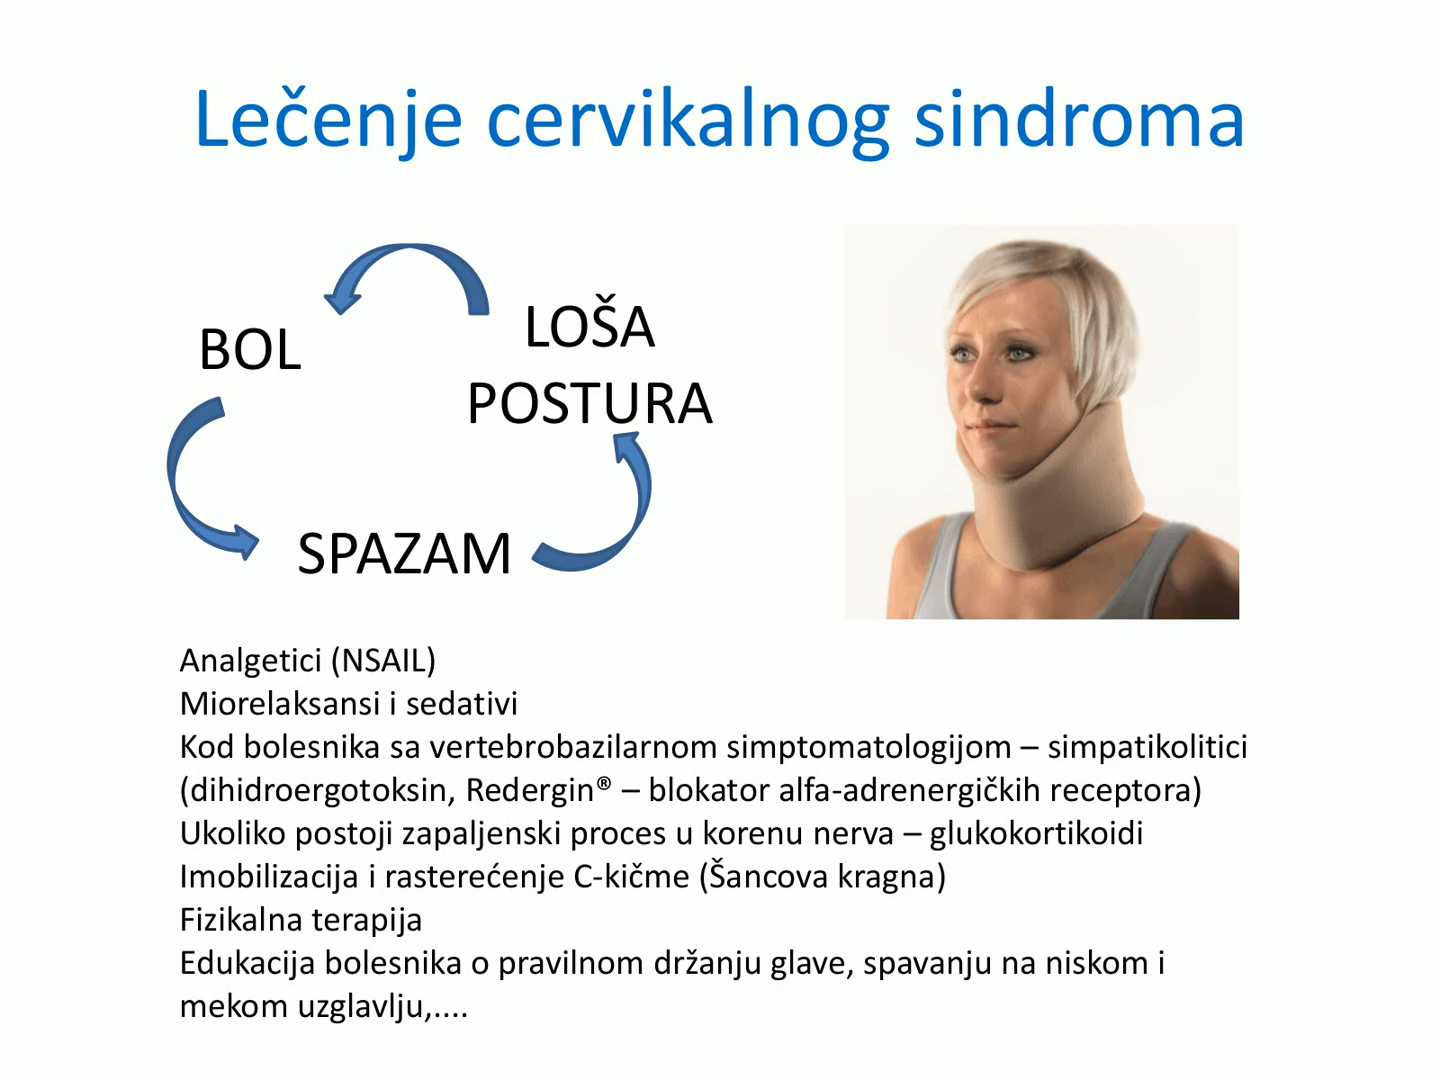 Lečenje cervikalnog sindroma
BOL
LOŠA
POSTURA
SPAZAM
Analgetici (NSAIL)
Miorelaksansi i sedativi
Kod bolesnika sa vertebrobazilarnom simptomatologijom – simpatikolitici
(dihidroergotoksin, Redergin® – blokator alfa-adrenergičkih receptora)
Ukoliko postoji zapaljenski proces u korenu nerva – glukokortikoidi
Imobilizacija i rasterećenje C-kičme (Šancova kragna)
Fizikalna terapija
Edukacija bolesnika o pravilnom držanju glave, spavanju na niskom i
mekom uzglavlju,....